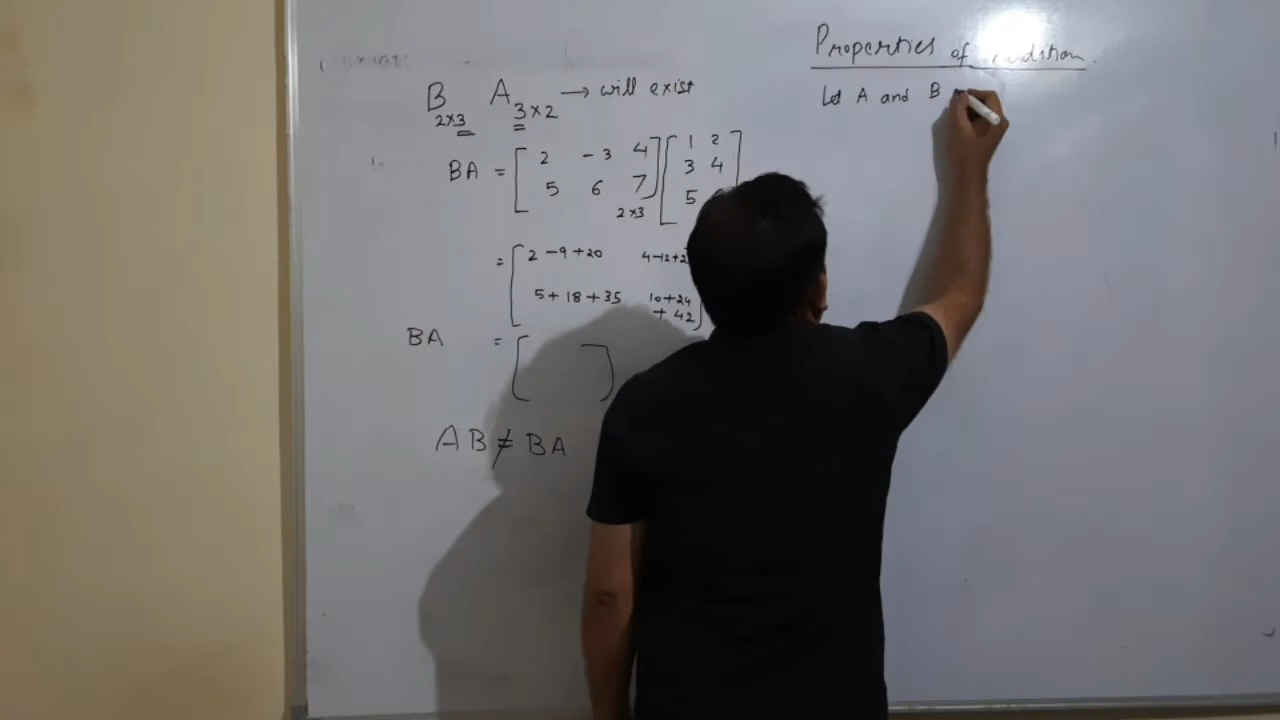 B 2×3 A 3×2 → will exist
BA = [ 2 -3 4
5 6 7 ] 2×3 [ 1 2
3 4
5
= [ 2-9+20 4-12+2
5+18+35 10+24
+42 ]
BA = [ ]
AB ≠ BA
Properties of
Let A and B